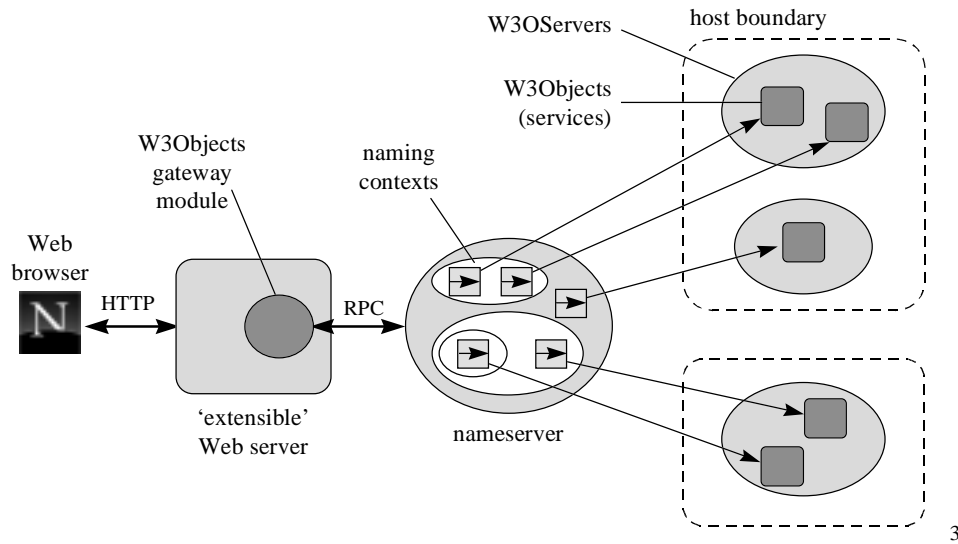 W3OServers
host boundary
W3Objects
(services)
W3Objects
gateway
module
naming
contexts
Web
browser
N
HTTP
RPC
'extensible'
Web server
nameserver
3